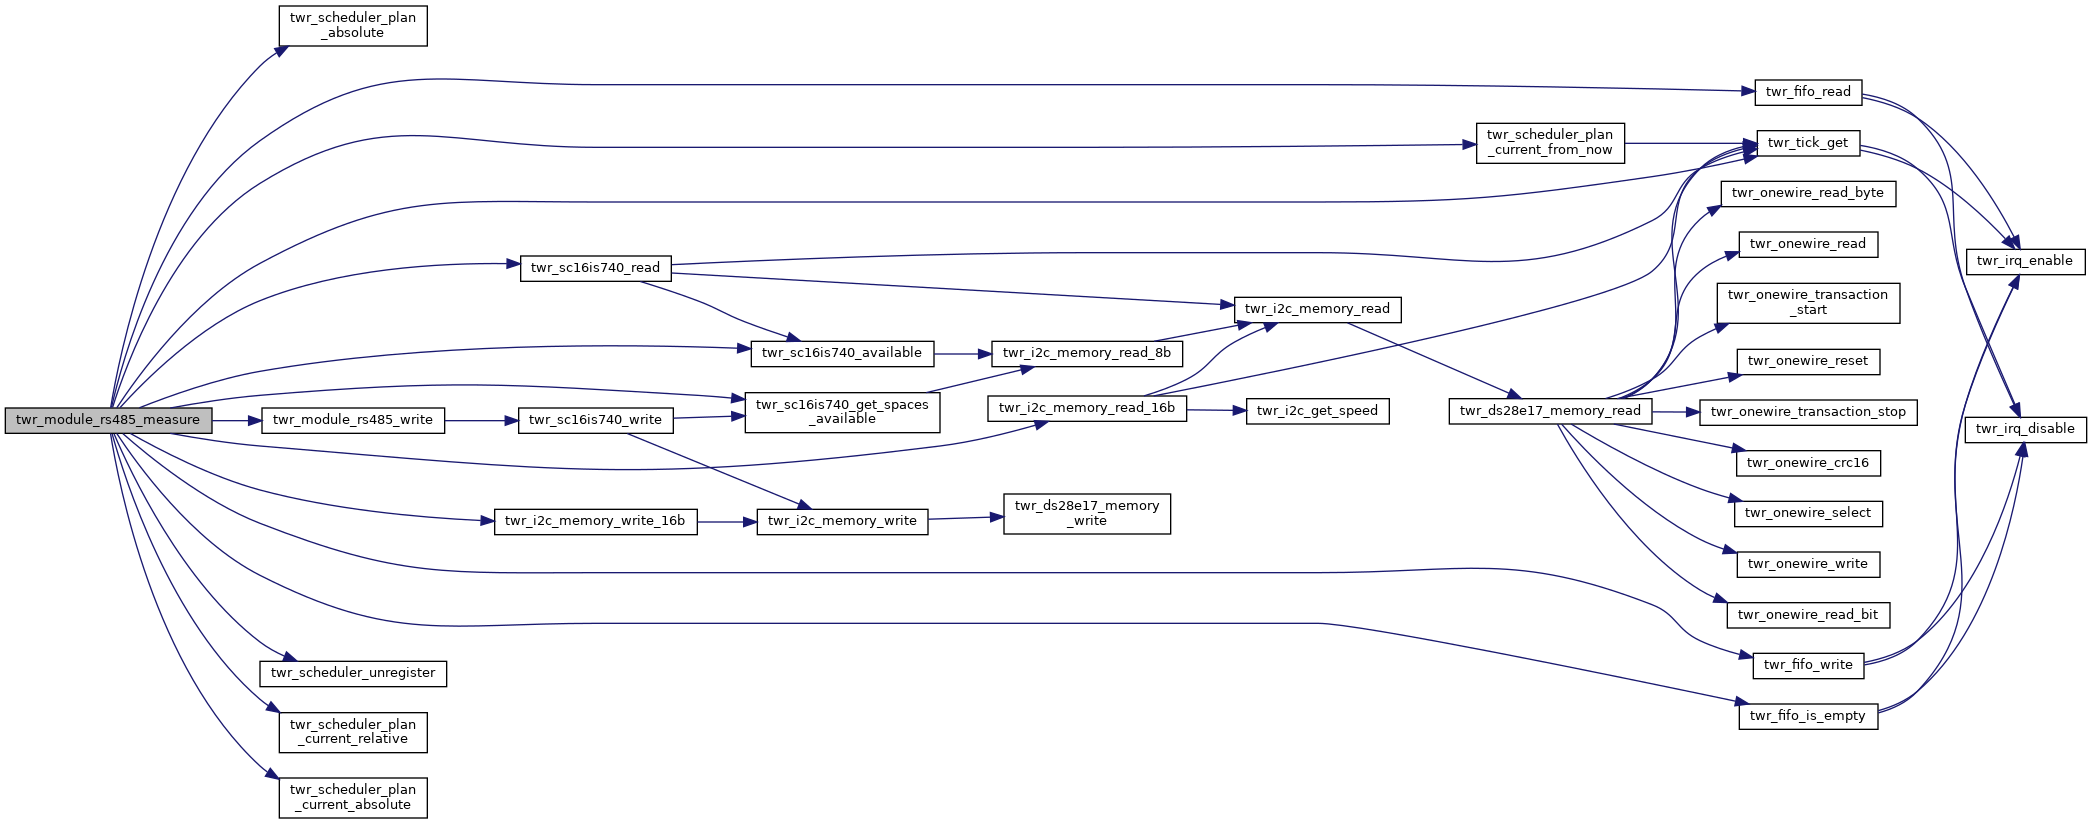 twr_scheduler_plan
_absolute
twr_fifo_read
twr_scheduler_plan
_current_from_now
twr_tick_get
twr_onewire_read_byte
twr_onewire_read
twr_irq_enable
twr_sc16is740_read
twr_onewire_transaction
_start
twr_i2c_memory_read
twr_sc16is740_available
twr_i2c_memory_read_8b
twr_onewire_reset
twr_sc16is740_get_spaces
_available
twr_i2c_memory_read_16b
twr_i2c_get_speed
twr_ds28e17_memory_read
twr_onewire_transaction_stop
twr_module_rs485_measure
twr_module_rs485_write
twr_sc16is740_write
twr_irq_disable
twr_onewire_crc16
twr_i2c_memory_write_16b
twr_i2c_memory_write
twr_ds28e17_memory
_write
twr_onewire_select
twr_onewire_write
twr_onewire_read_bit
twr_fifo_write
twr_scheduler_unregister
twr_fifo_is_empty
twr_scheduler_plan
_current_relative
twr_scheduler_plan
_current_absolute